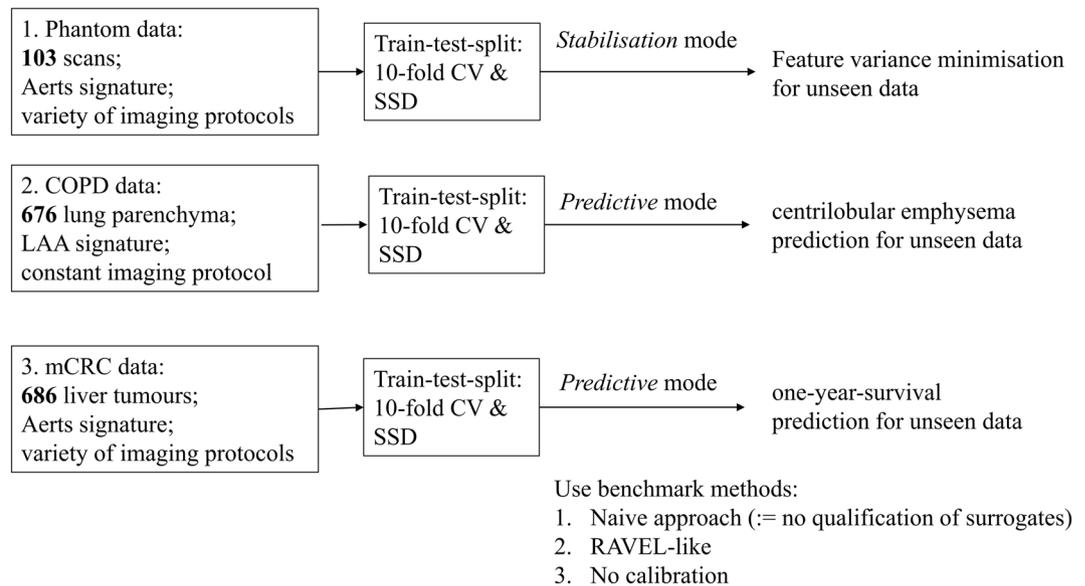 1. Phantom data:
103 scans;
Aerts signature;
variety of imaging protocols
Train-test-split:
10-fold CV &
SSD
Stabilisation mode
Feature variance minimisation
for unseen data
2. COPD data:
676 lung parenchyma;
LAA signature;
constant imaging protocol
Train-test-split:
10-fold CV &
SSD
Predictive mode
centrilobular emphysema
prediction for unseen data
3. mCRC data:
686 liver tumours;
Aerts signature;
variety of imaging protocols
Train-test-split:
10-fold CV &
SSD
Predictive mode
one-year-survival
prediction for unseen data
Use benchmark methods:
1. Naive approach (:= no qualification of surrogates)
2. RAVEL-like
3. No calibration